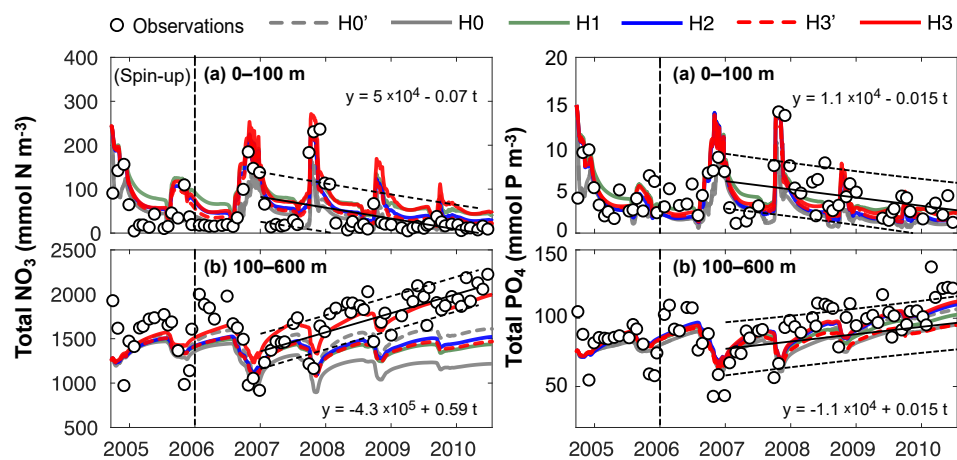 Observations H0' H0 H1 H2 H3' H3
Total NO3 (mmol N m-3)
400
300
200
100
0
(Spin-up) (a) 0–100 m
y = 5 ×10⁴ - 0.07 t
2500
2000
1500
1000
500
(b) 100–600 m
y = -4.3 ×10⁵ + 0.59 t
2005 2006 2007 2008 2009 2010
Total PO4 (mmol P m-3)
20
15
10
5
0
(a) 0–100 m
y = 1.1 ×10⁴ - 0.015 t
150
100
50
(b) 100–600 m
y = -1.1 ×10⁴ + 0.015 t
2005 2006 2007 2008 2009 2010